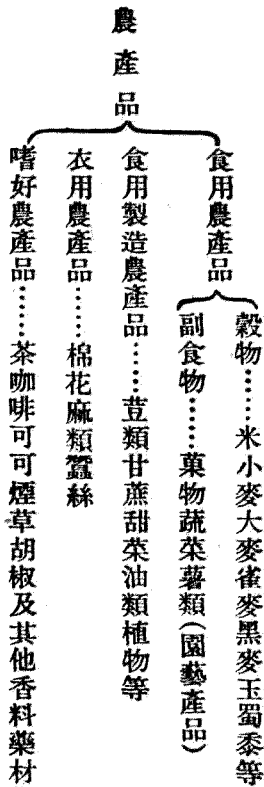 農產品
食用農產品
穀物……米小麥大麥雀麥黑麥玉蜀黍等
副食物……菓物蔬菜薯類(園藝產品)
食用製造農產品……荳類甘蔗甜菜油類植物等
衣用農產品……棉花麻類蠶絲
嗜好農產品……茶咖啡可可煙草胡椒及其他香料藥材